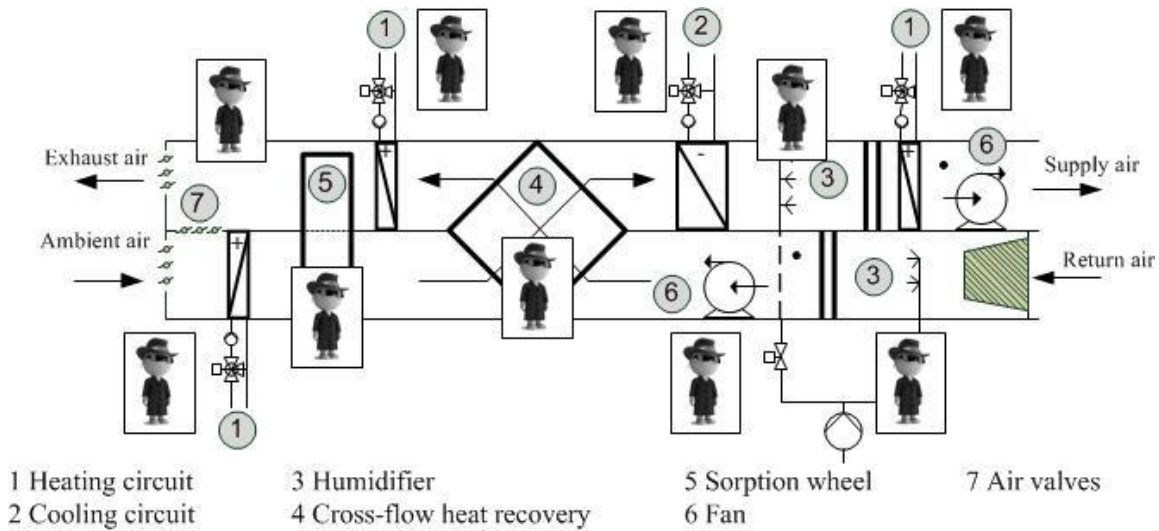 1 2 1
Exhaust air 5 4 3 6 Supply air
+ - +
7
Ambient air + 6 3 Return air
1
1 Heating circuit 3 Humidifier 5 Sorption wheel 7 Air valves
2 Cooling circuit 4 Cross-flow heat recovery 6 Fan